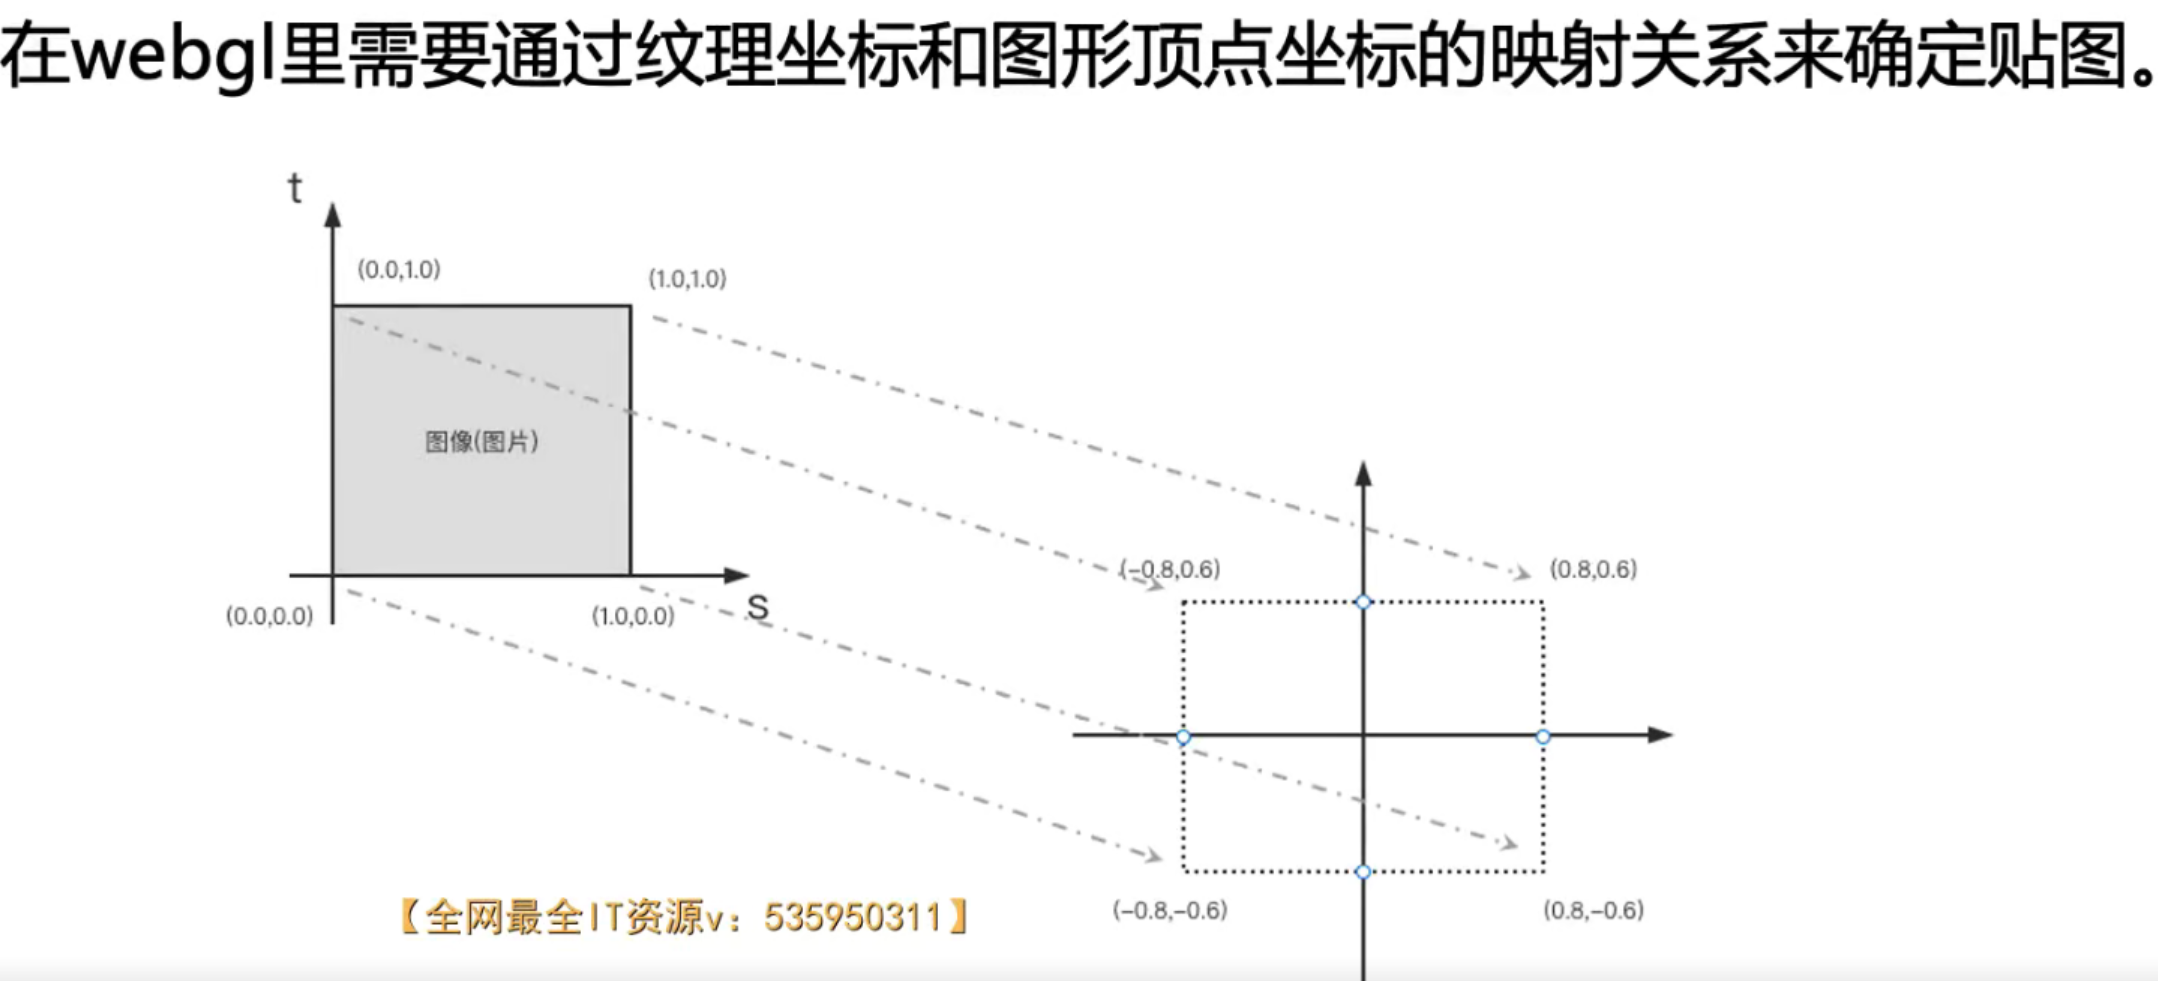 在webgl里需要通过纹理坐标和图形顶点坐标的映射关系来确定贴图。
t
(0.0,1.0)
(1.0,1.0)
图像(图片)
(0.0,0.0)
(1.0,0.0)
s
(-0.8,0.6)
(0.8,0.6)
(-0.8,-0.6)
(0.8,-0.6)
【全网最全IT资源v：535950311】